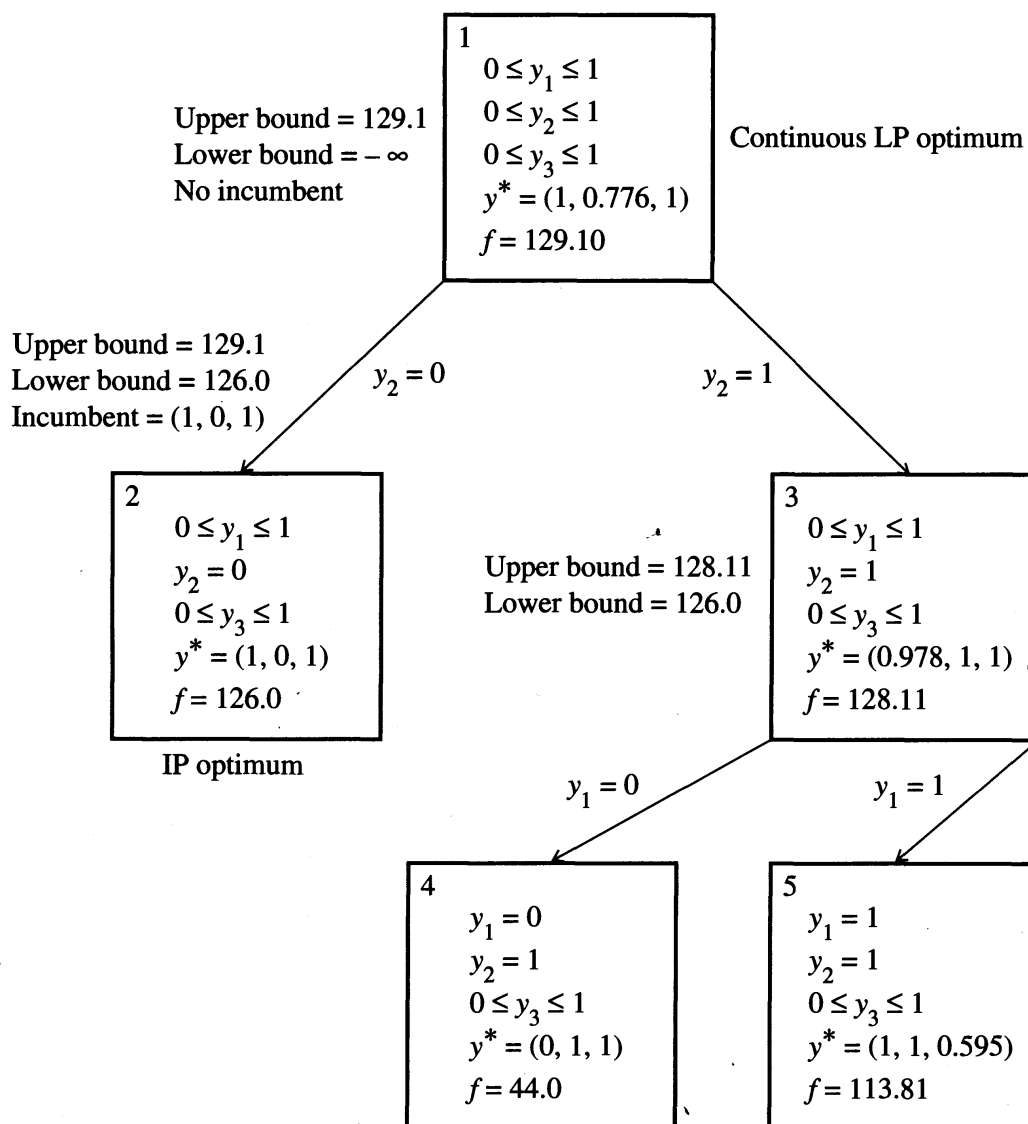 1
0 ≤ y₁ ≤ 1
0 ≤ y₂ ≤ 1
0 ≤ y₃ ≤ 1
y* = (1, 0.776, 1)
f = 129.10
Upper bound = 129.1
Lower bound = – ∞
No incumbent
Continuous LP optimum
Upper bound = 129.1
Lower bound = 126.0
Incumbent = (1, 0, 1)
y₂ = 0
y₂ = 1
2
0 ≤ y₁ ≤ 1
y₂ = 0
0 ≤ y₃ ≤ 1
y* = (1, 0, 1)
f = 126.0
IP optimum
Upper bound = 128.11
Lower bound = 126.0
3
0 ≤ y₁ ≤ 1
y₂ = 1
0 ≤ y₃ ≤ 1
y* = (0.978, 1, 1)
f = 128.11
y₁ = 0
y₁ = 1
4
y₁ = 0
y₂ = 1
0 ≤ y₃ ≤ 1
y* = (0, 1, 1)
f = 44.0
5
y₁ = 1
y₂ = 1
0 ≤ y₃ ≤ 1
y* = (1, 1, 0.595)
f = 113.81